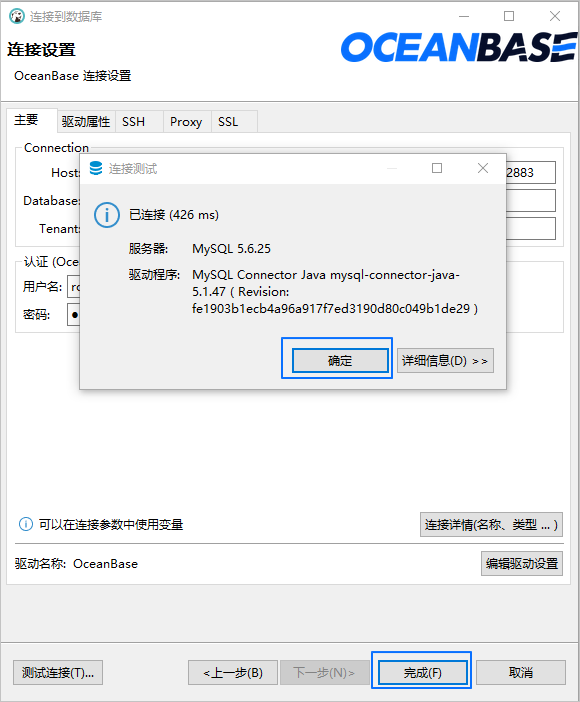 连接到数据库
连接设置
OceanBase 连接设置
OCEANBASE
主要 驱动属性 SSH Proxy SSL
Connection
Host:
2883
Database:
Tenant:
认证 (Oce
用户名:
密码:
连接测试
已连接 (426 ms)
服务器: MySQL 5.6.25
驱动程序: MySQL Connector Java mysql-connector-java-
5.1.47 ( Revision:
fe1903b1ecb4a96a917f7ed3190d80c049b1de29 )
确定 详细信息(D) >>
可以在连接参数中使用变量 连接详情(名称、类型 ... )
驱动名称: OceanBase 编辑驱动设置
测试连接(T)... <上一步(B) 下一步(N)> 完成(F) 取消